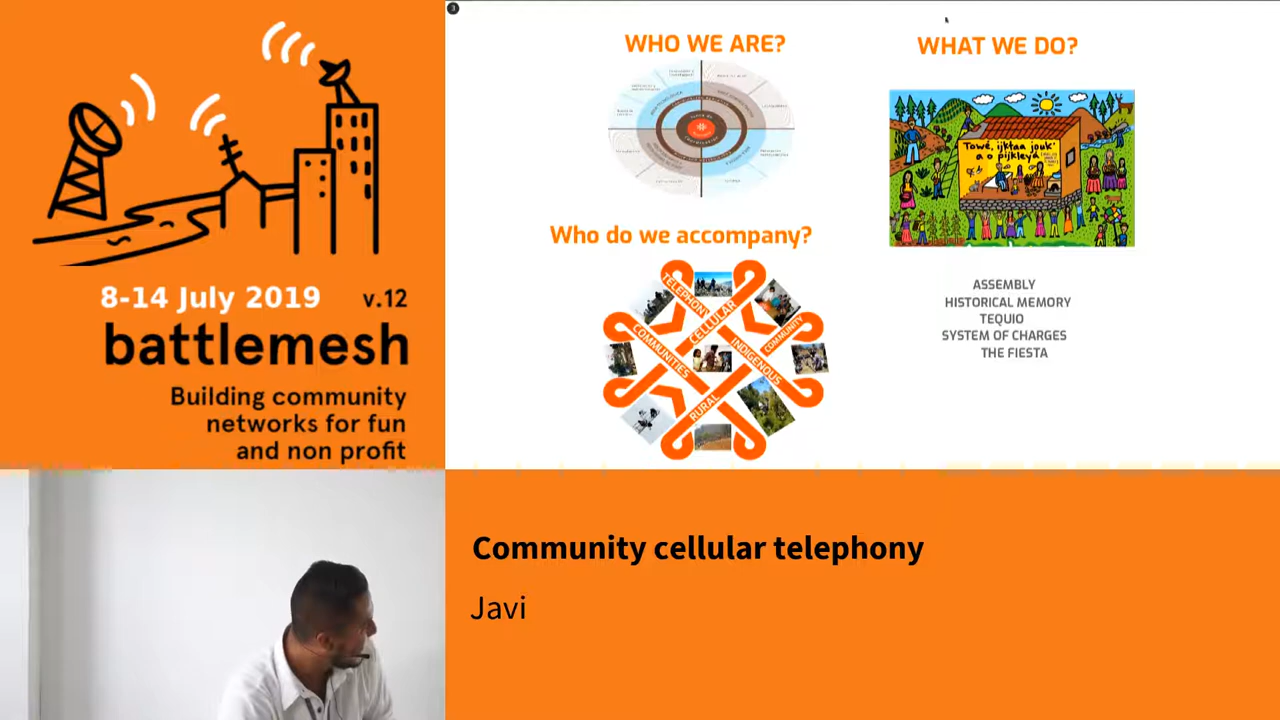 8-14 July 2019 v.12
battlemesh
Building community
networks for fun
and non profit
3
WHO WE ARE?
Who do we accompany?
TELEPHONY
CELLULAR
COMMUNITY
COMMUNITIES
INDIGENOUS
RURAL
WHAT WE DO?
Towë, ijktaa jouk'
a o pijkleya
ASSEMBLY
HISTORICAL MEMORY
TEQUIO
SYSTEM OF CHARGES
THE FIESTA
Community cellular telephony
Javi